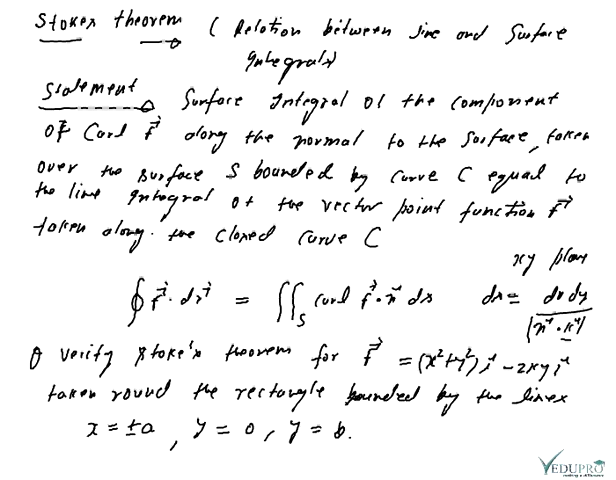 Stokes theorem ( Relation between line and Surface
Integrals)
Statement Surface Integral of the component
of Curl f⃗ along the normal to the Surface, taken
over the surface S bounded by curve C equal to
the line Integral of the vector point function f⃗
taken along the closed curve C
xy plane
∮ f⃗ · dr⃗ = ∬_S curl f⃗ · n⃗ ds ds = dx dy / |n⃗ · k⃗|
Q Verify Stoke's theorem for f⃗ = (x²+y²) i⃗ – 2xy j⃗
taken round the rectangle bounded by the lines
x = ±a , y = 0 , y = b.
VEDUPRO